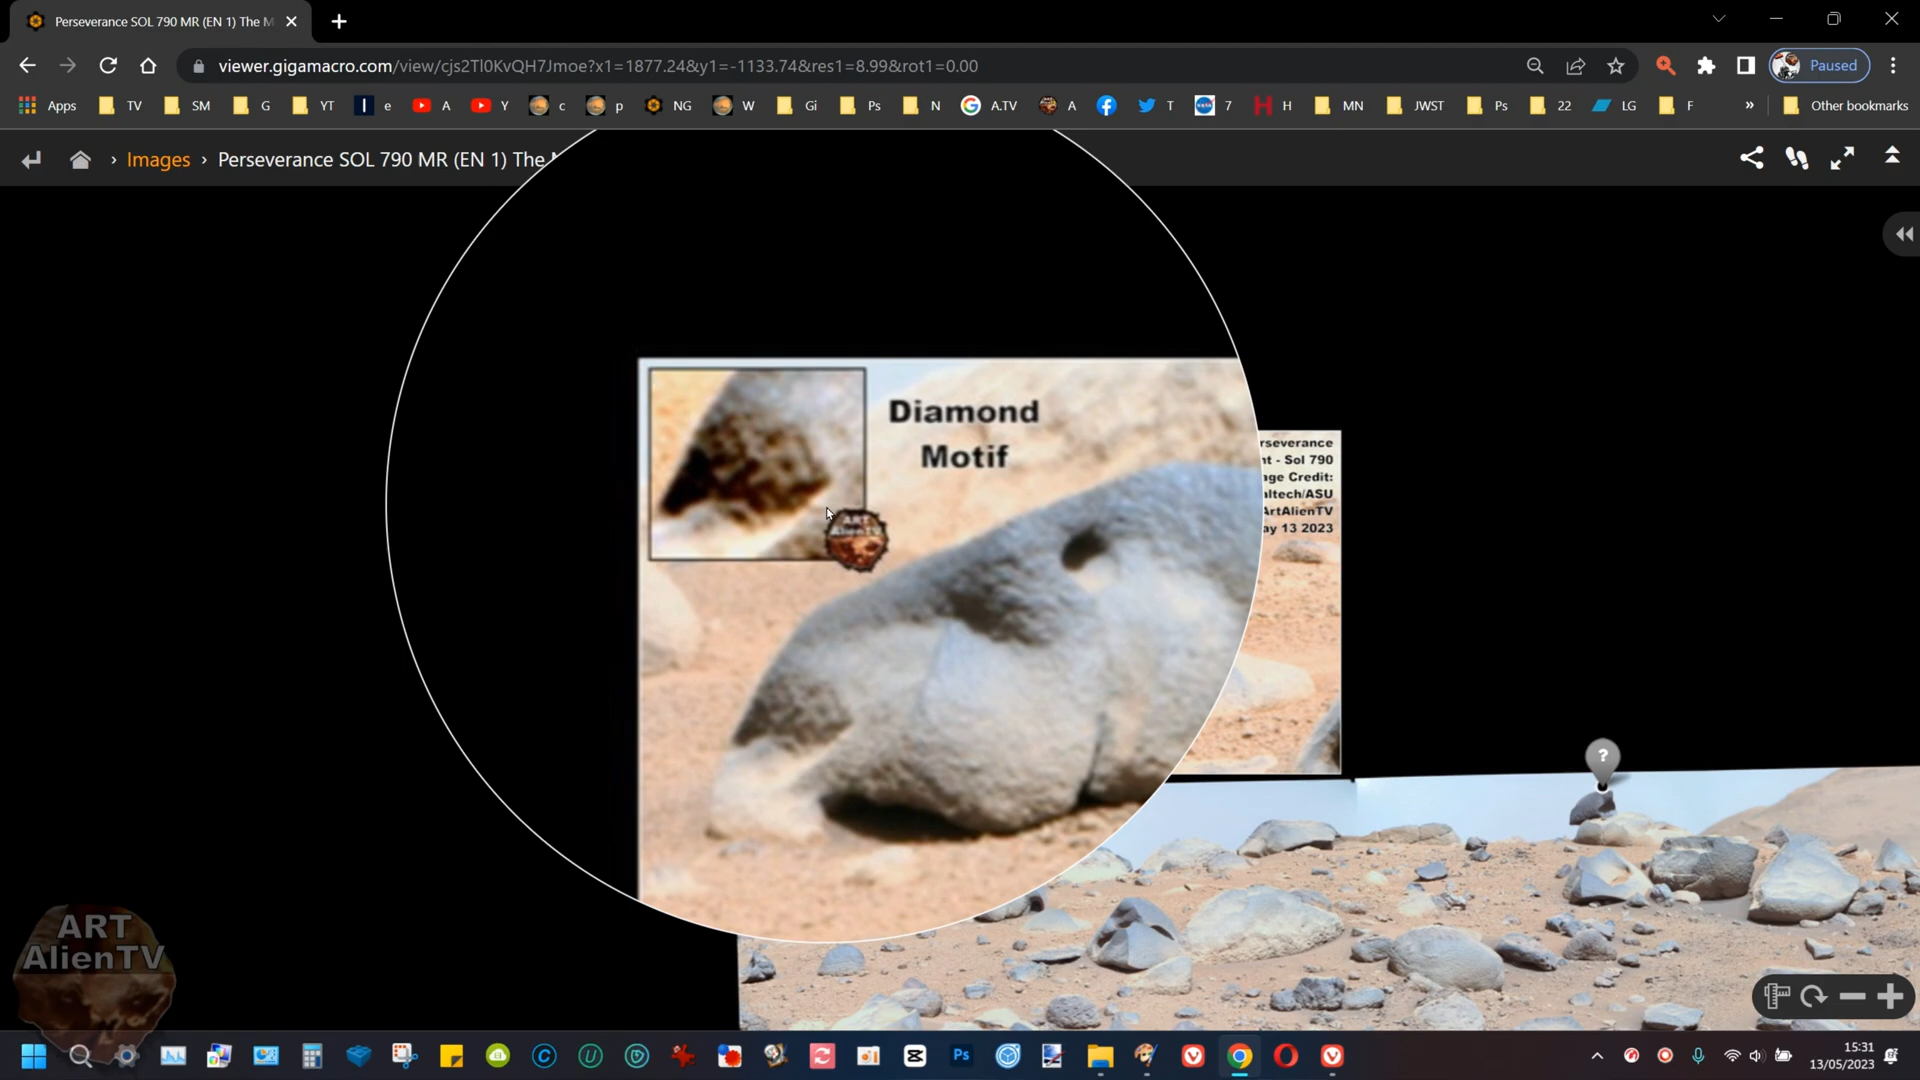 Perseverance SOL 790 MR (EN 1) The M
viewer.gigamacro.com/view/cjs2Tl0KvQH7Jmoe?x1=1877.24&y1=-1133.74&res1=8.99&rot1=0.00
Paused
Apps TV SM G YT e A Y c p NG W Gi Ps N A.TV A T 7 H MN JWST Ps 22 LG F » Other bookmarks
› Images › Perseverance SOL 790 MR (EN 1) The
Diamond
Motif
ART
AlienTV
rseverance
nt - Sol 790
age Credit:
altech/ASU
ArtAlienTV
ay 13 2023
?
ART
AlienTV
15:31
13/05/2023